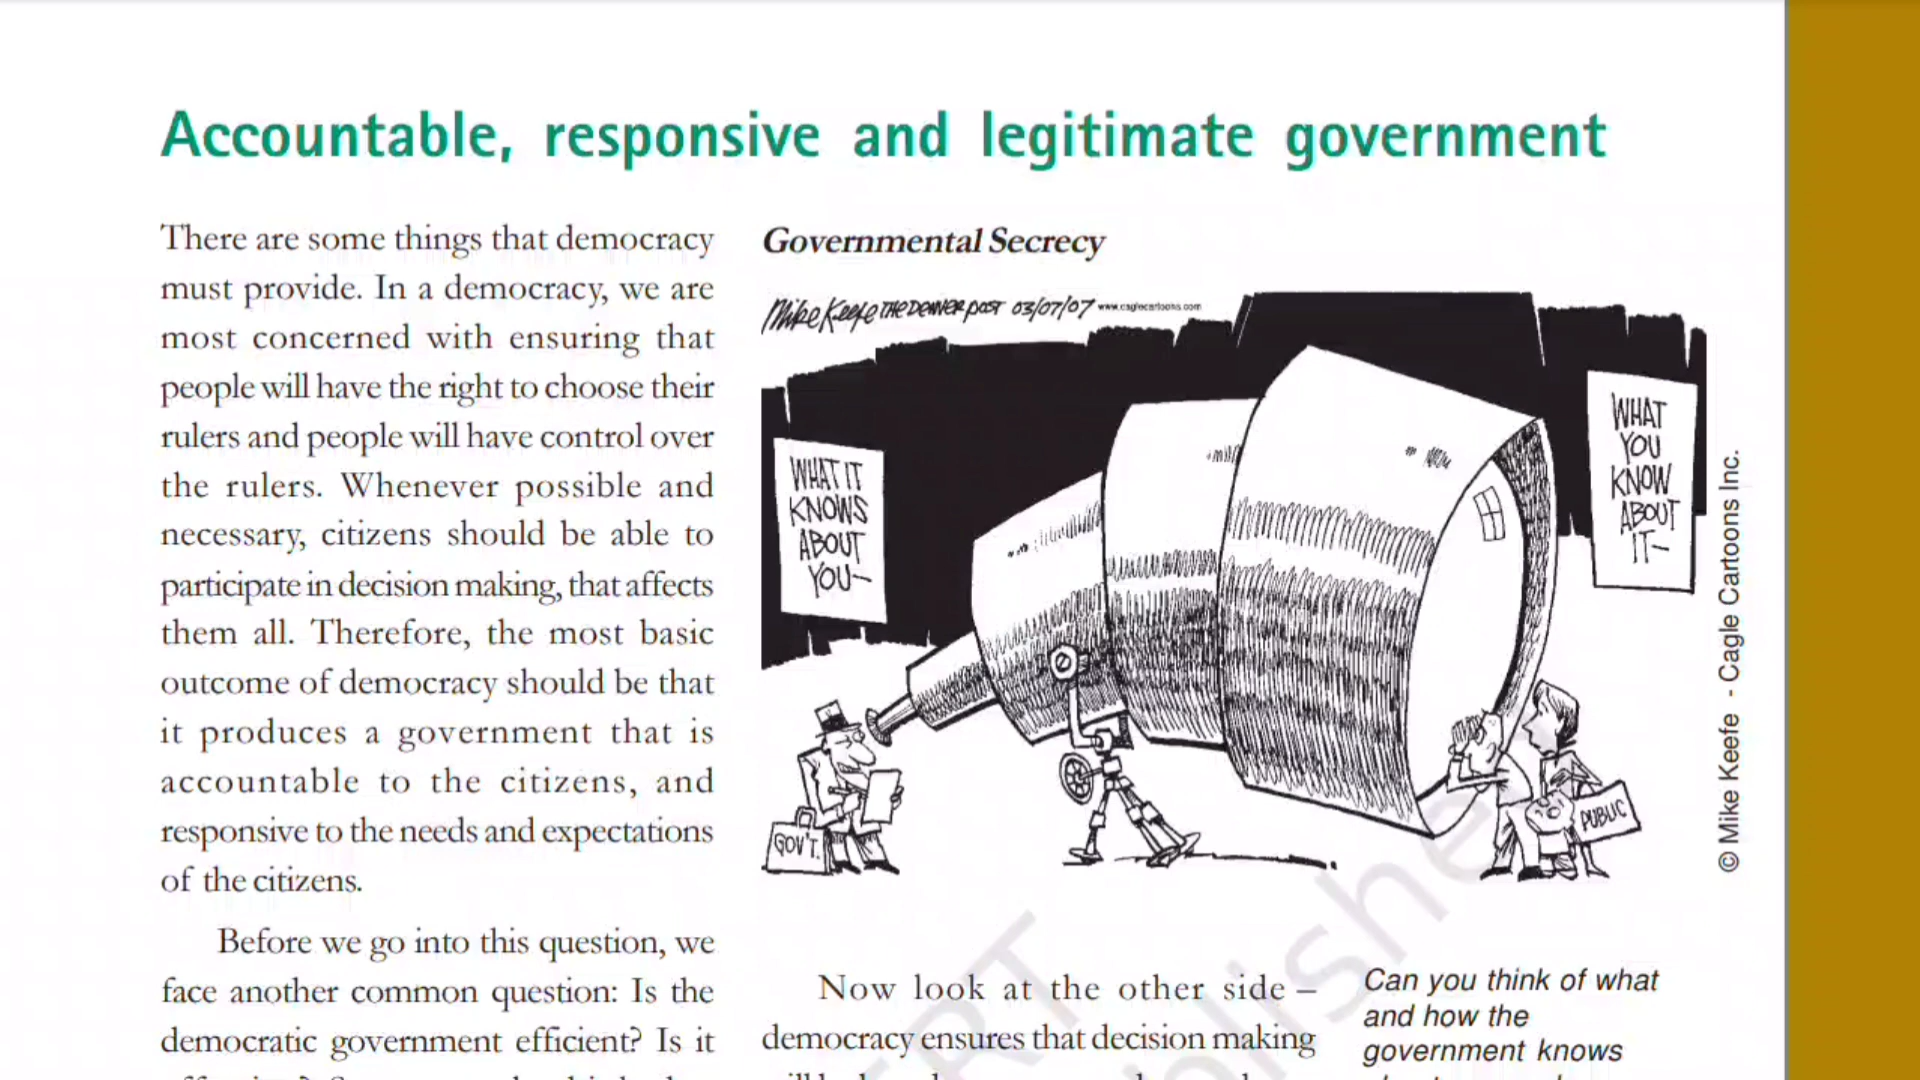 Accountable, responsive and legitimate government
There are some things that democracy
must provide. In a democracy, we are
most concerned with ensuring that
people will have the right to choose their
rulers and people will have control over
the rulers. Whenever possible and
necessary, citizens should be able to
participate in decision making, that affects
them all. Therefore, the most basic
outcome of democracy should be that
it produces a government that is
accountable to the citizens, and
responsive to the needs and expectations
of the citizens.
Before we go into this question, we
face another common question: Is the
democratic government efficient? Is it
Governmental Secrecy
Mike Keefe THE DENVER POST 03/07/07 www.caglecartoons.com
WHAT IT
KNOWS
ABOUT
YOU–
WHAT
YOU
KNOW
ABOUT
IT–
GOV'T.
PUBLIC
© Mike Keefe - Cagle Cartoons Inc.
Now look at the other side –
democracy ensures that decision making
Can you think of what
and how the
government knows